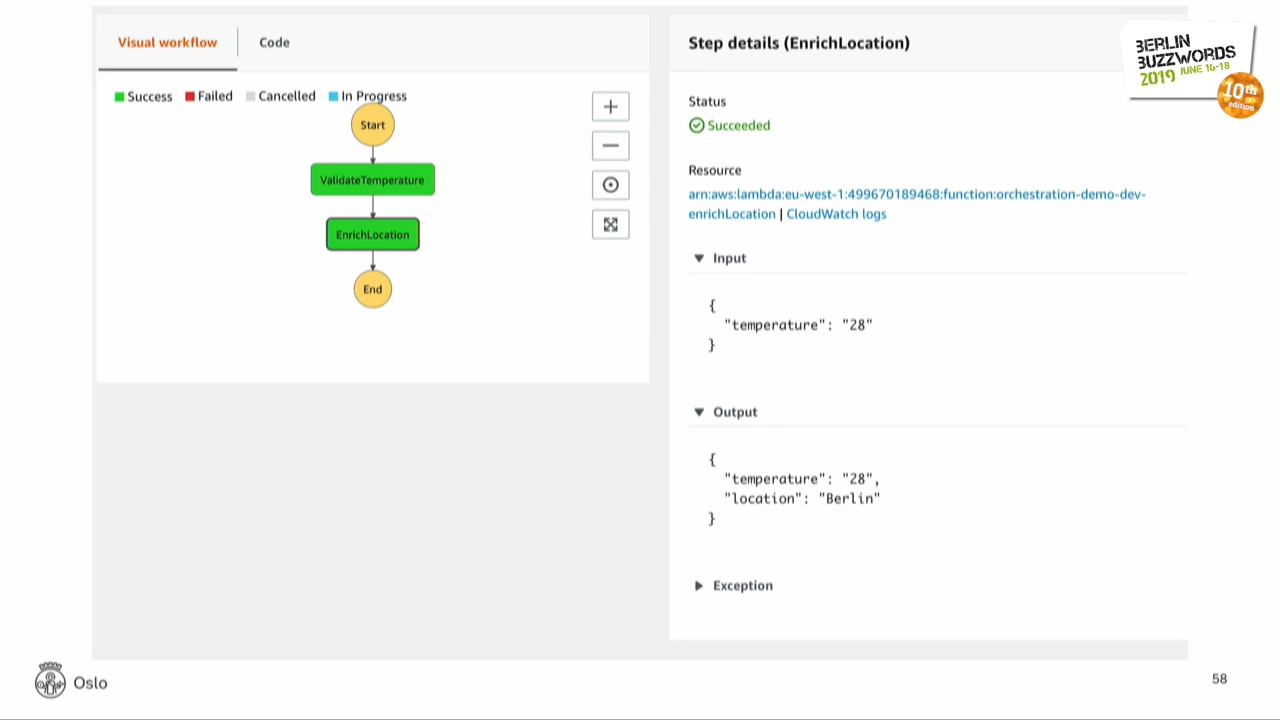 Visual workflow
Code
Success
Failed
Cancelled
In Progress
Start
ValidateTemperature
EnrichLocation
End
Step details (EnrichLocation)
Status
Succeeded
Resource
arn:aws:lambda:eu-west-1:499670189468:function:orchestration-demo-dev-
enrichLocation | CloudWatch logs
Input
{
"temperature": "28"
}
Output
{
"temperature": "28",
"location": "Berlin"
}
Exception
BERLIN
BUZZWORDS
2019 JUNE 16-18
10th
edition
Oslo
58